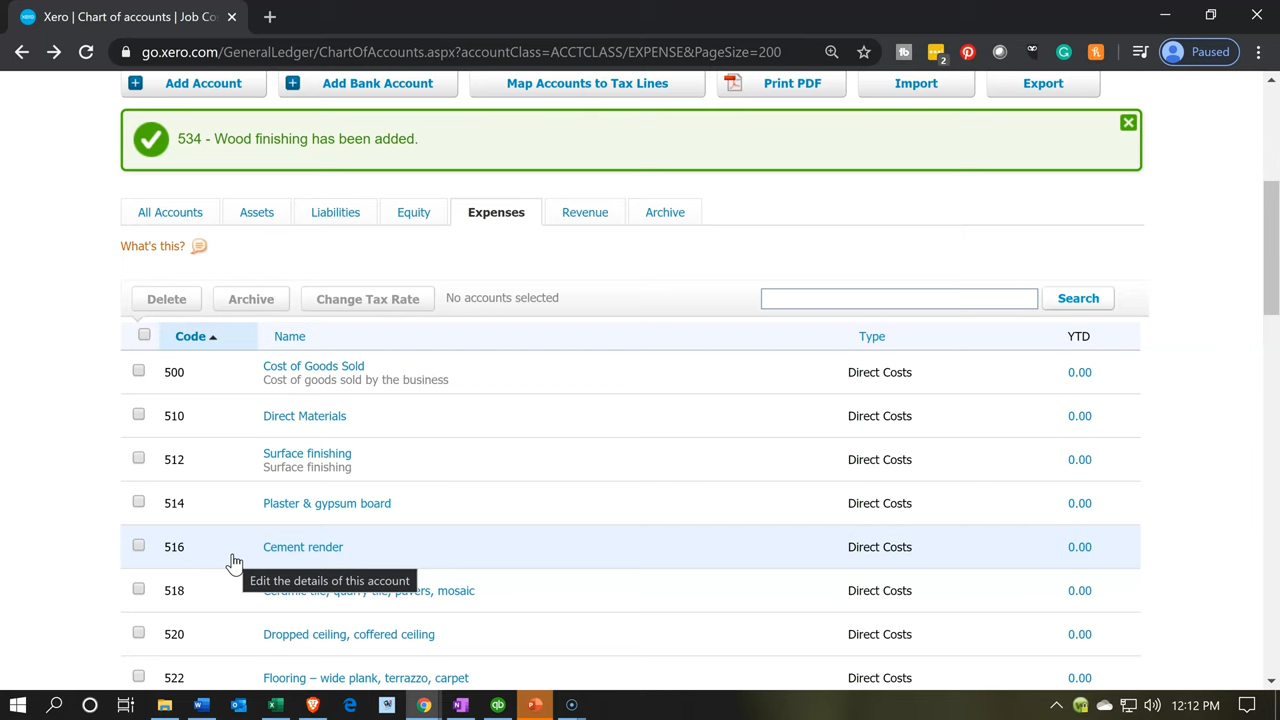 Xero | Chart of accounts | Job Co
go.xero.com/GeneralLedger/ChartOfAccounts.aspx?accountClass=ACCTCLASS/EXPENSE&PageSize=200
Paused
Add Account
Add Bank Account
Map Accounts to Tax Lines
Print PDF
Import
Export
534 - Wood finishing has been added.
All Accounts
Assets
Liabilities
Equity
Expenses
Revenue
Archive
What's this?
Delete
Archive
Change Tax Rate
No accounts selected
Search
Code Name Type YTD
500 Cost of Goods Sold Direct Costs 0.00
Cost of goods sold by the business
510 Direct Materials Direct Costs 0.00
512 Surface finishing Direct Costs 0.00
Surface finishing
514 Plaster & gypsum board Direct Costs 0.00
516 Cement render Direct Costs 0.00
Edit the details of this account
518 Ceramic tile, quarry tile, pavers, mosaic Direct Costs 0.00
520 Dropped ceiling, coffered ceiling Direct Costs 0.00
522 Flooring – wide plank, terrazzo, carpet Direct Costs 0.00
12:12 PM